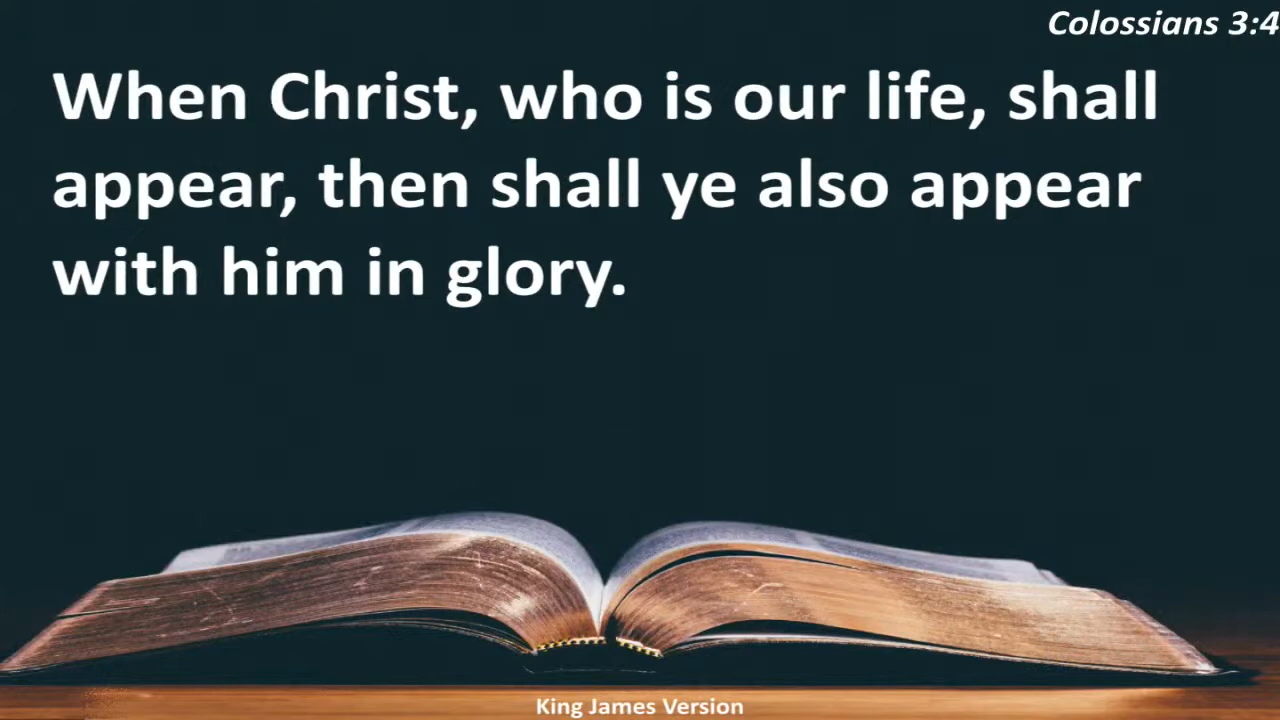 Colossians 3:4
When Christ, who is our life, shall
appear, then shall ye also appear
with him in glory.
King James Version